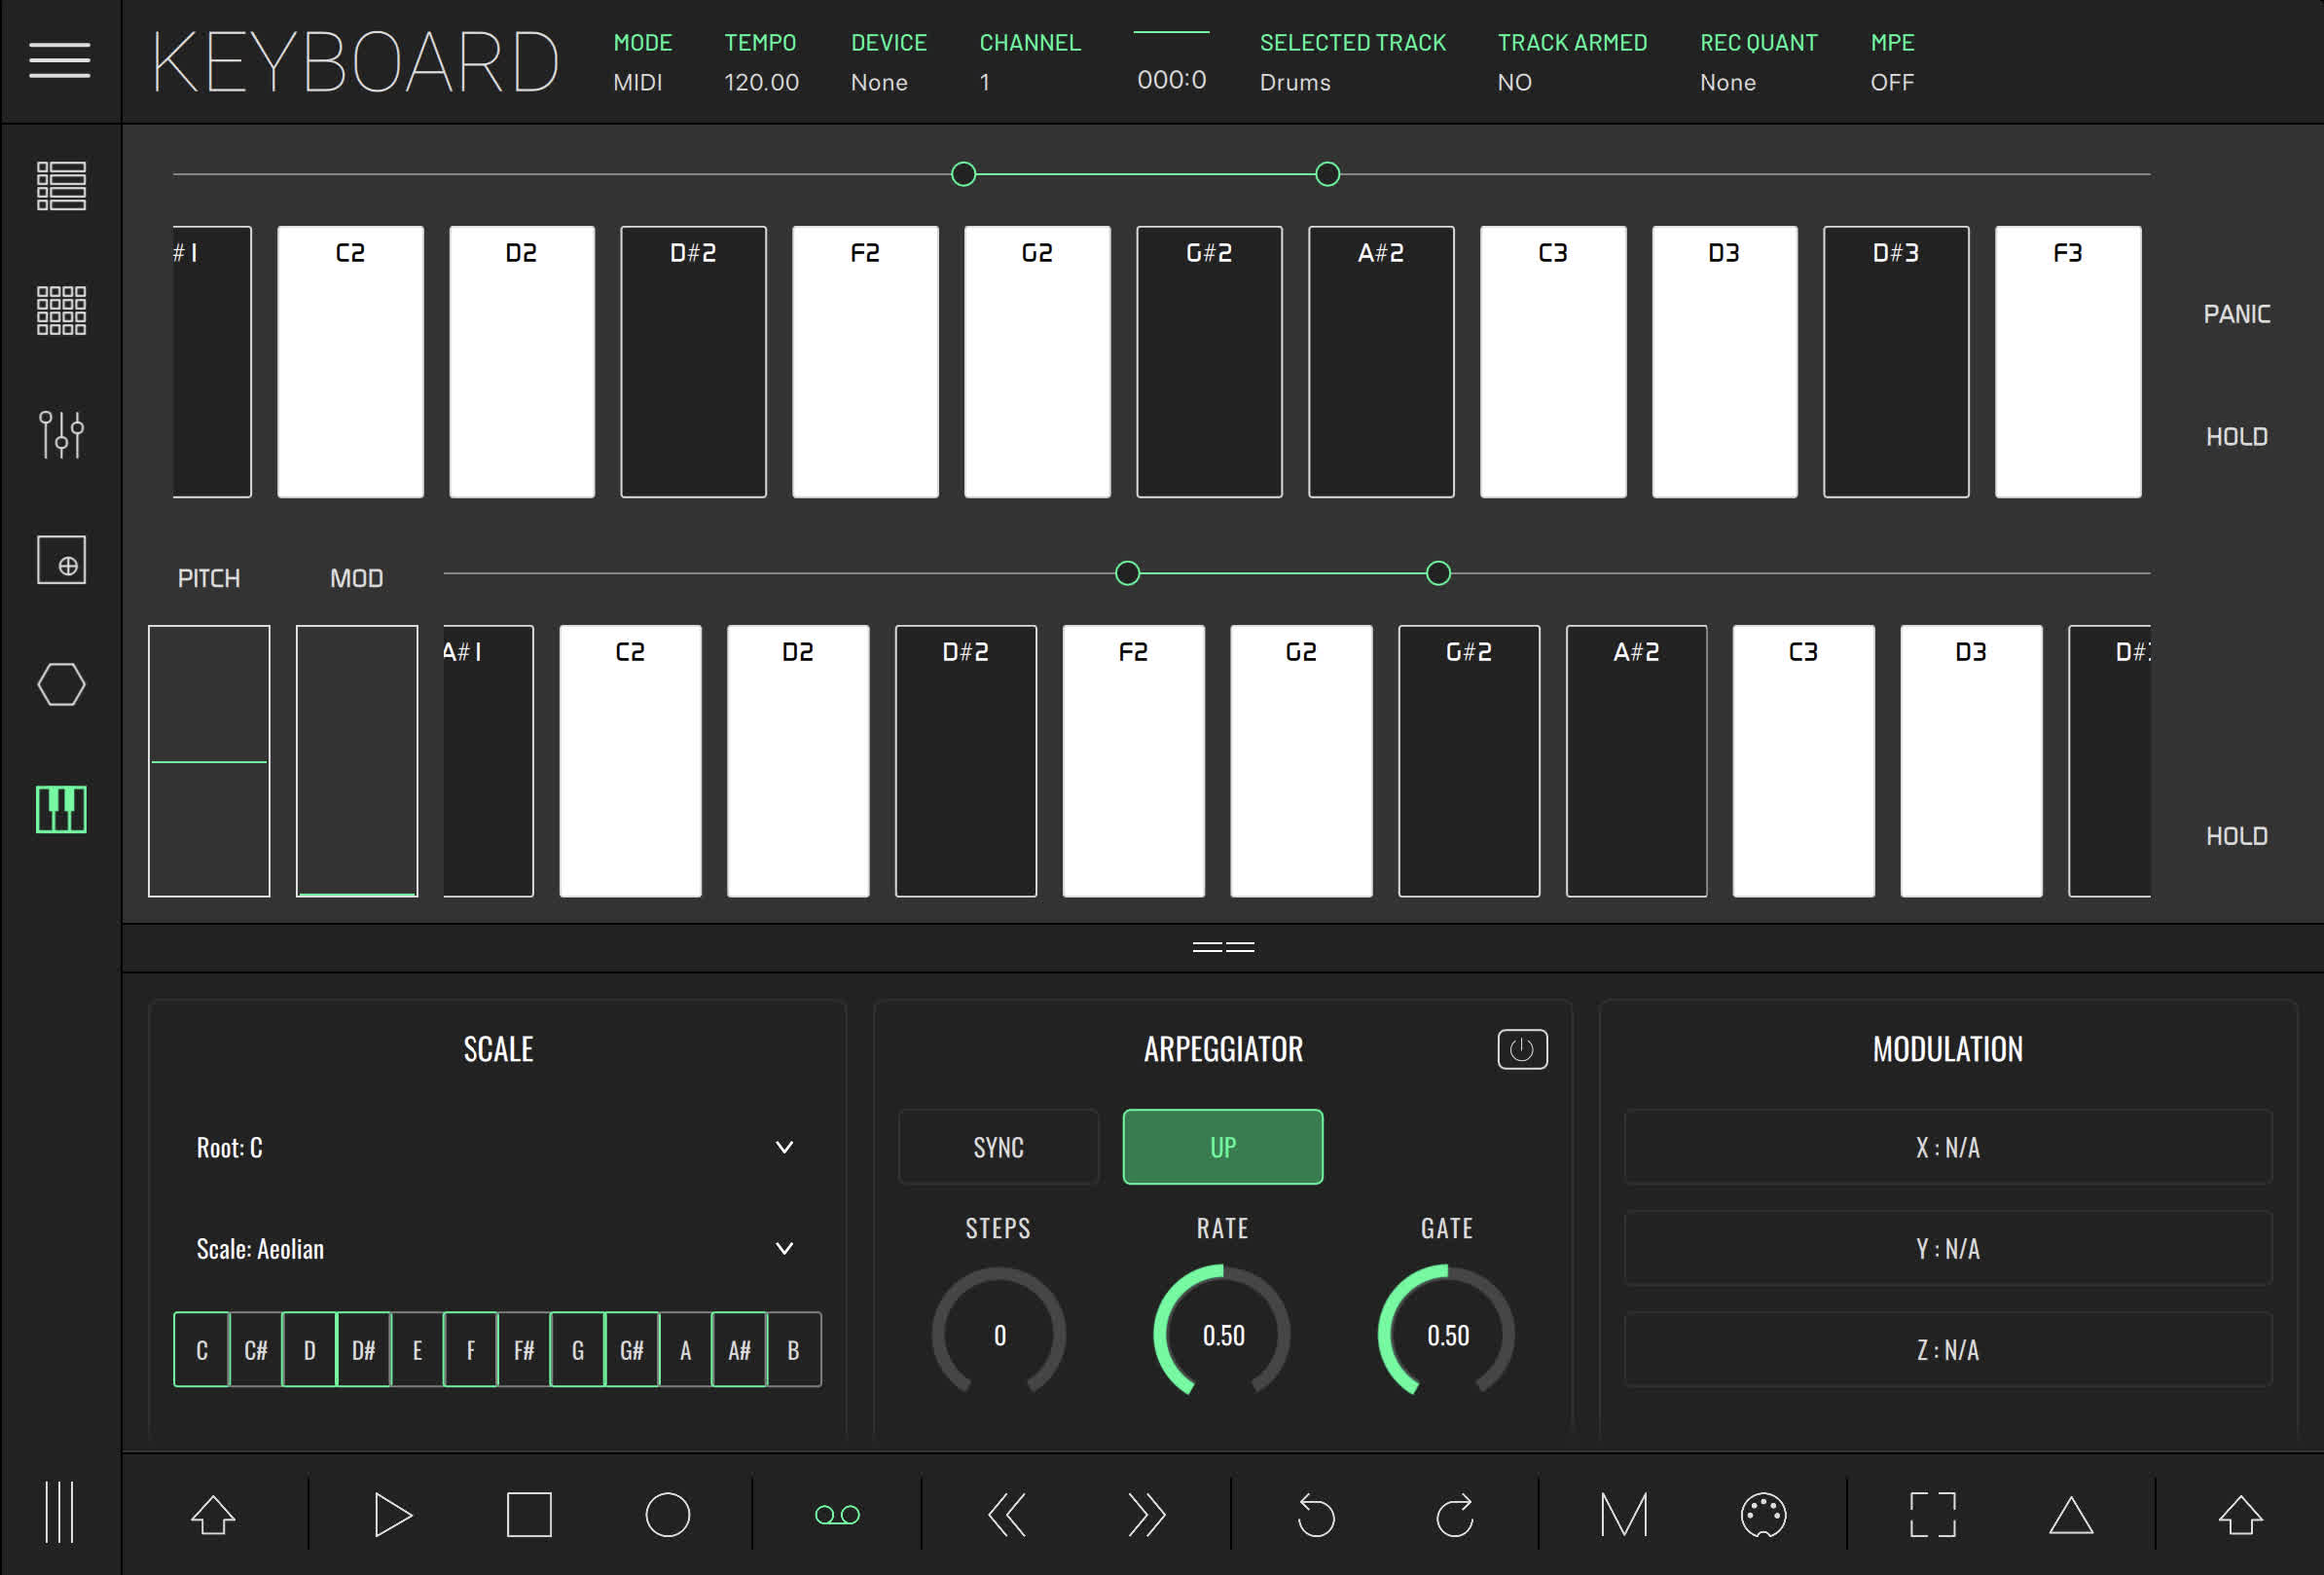 KEYBOARD
MODE TEMPO DEVICE CHANNEL SELECTED TRACK TRACK ARMED REC QUANT MPE
MIDI 120.00 None 1 000:0 Drums NO None OFF
#1 C2 D2 D#2 F2 G2 G#2 A#2 C3 D3 D#3 F3
PANIC
HOLD
PITCH MOD
A#1 C2 D2 D#2 F2 G2 G#2 A#2 C3 D3 D#
HOLD
SCALE
Root: C
Scale: Aeolian
C C# D D# E F F# G G# A A# B
ARPEGGIATOR
SYNC UP
STEPS RATE GATE
0 0.50 0.50
MODULATION
X : N/A
Y : N/A
Z : N/A
M